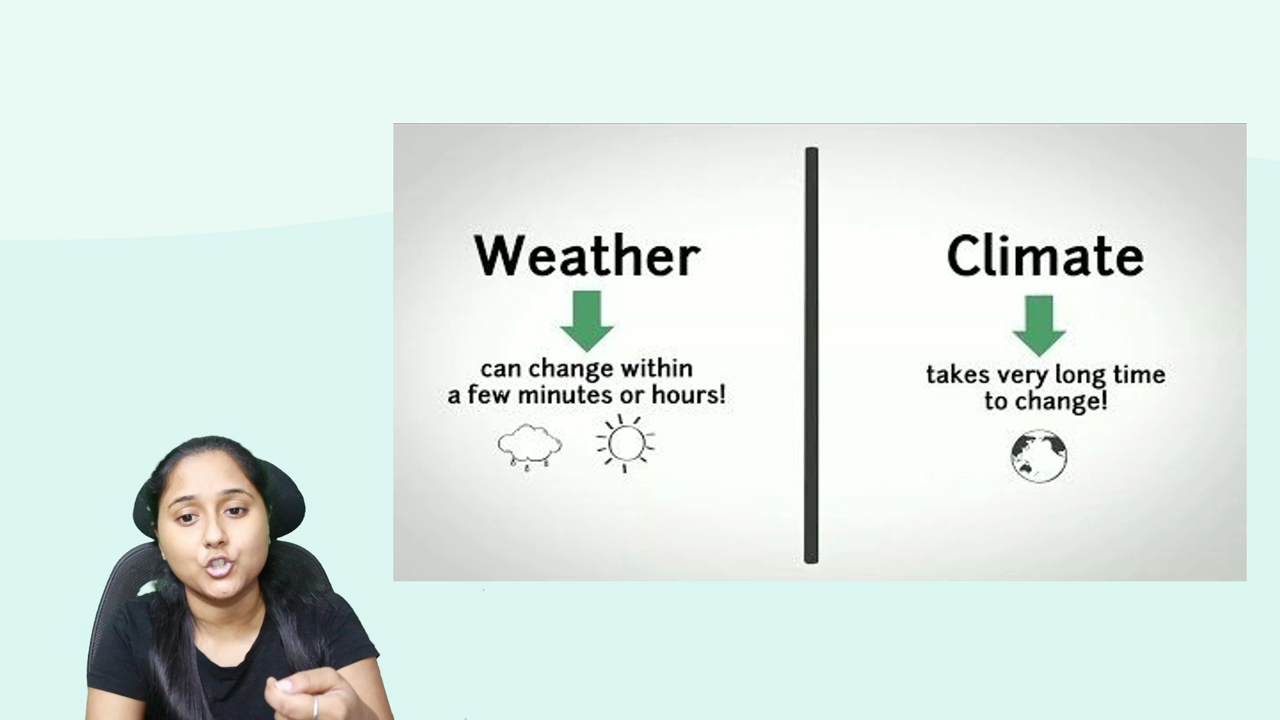 Weather
can change within
a few minutes or hours!
Climate
takes very long time
to change!